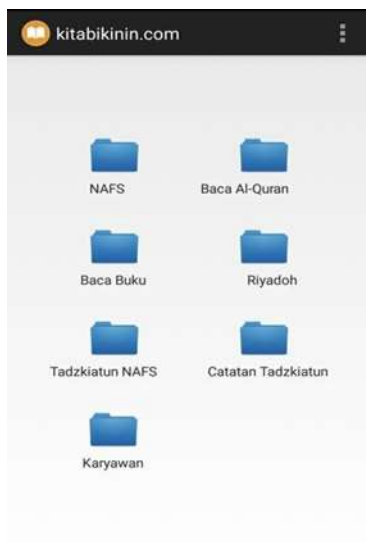 kitabikinin.com
NAFS
Baca Al-Quran
Baca Buku
Riyadoh
Tadzkiatun NAFS
Catatan Tadzkiatun
Karyawan